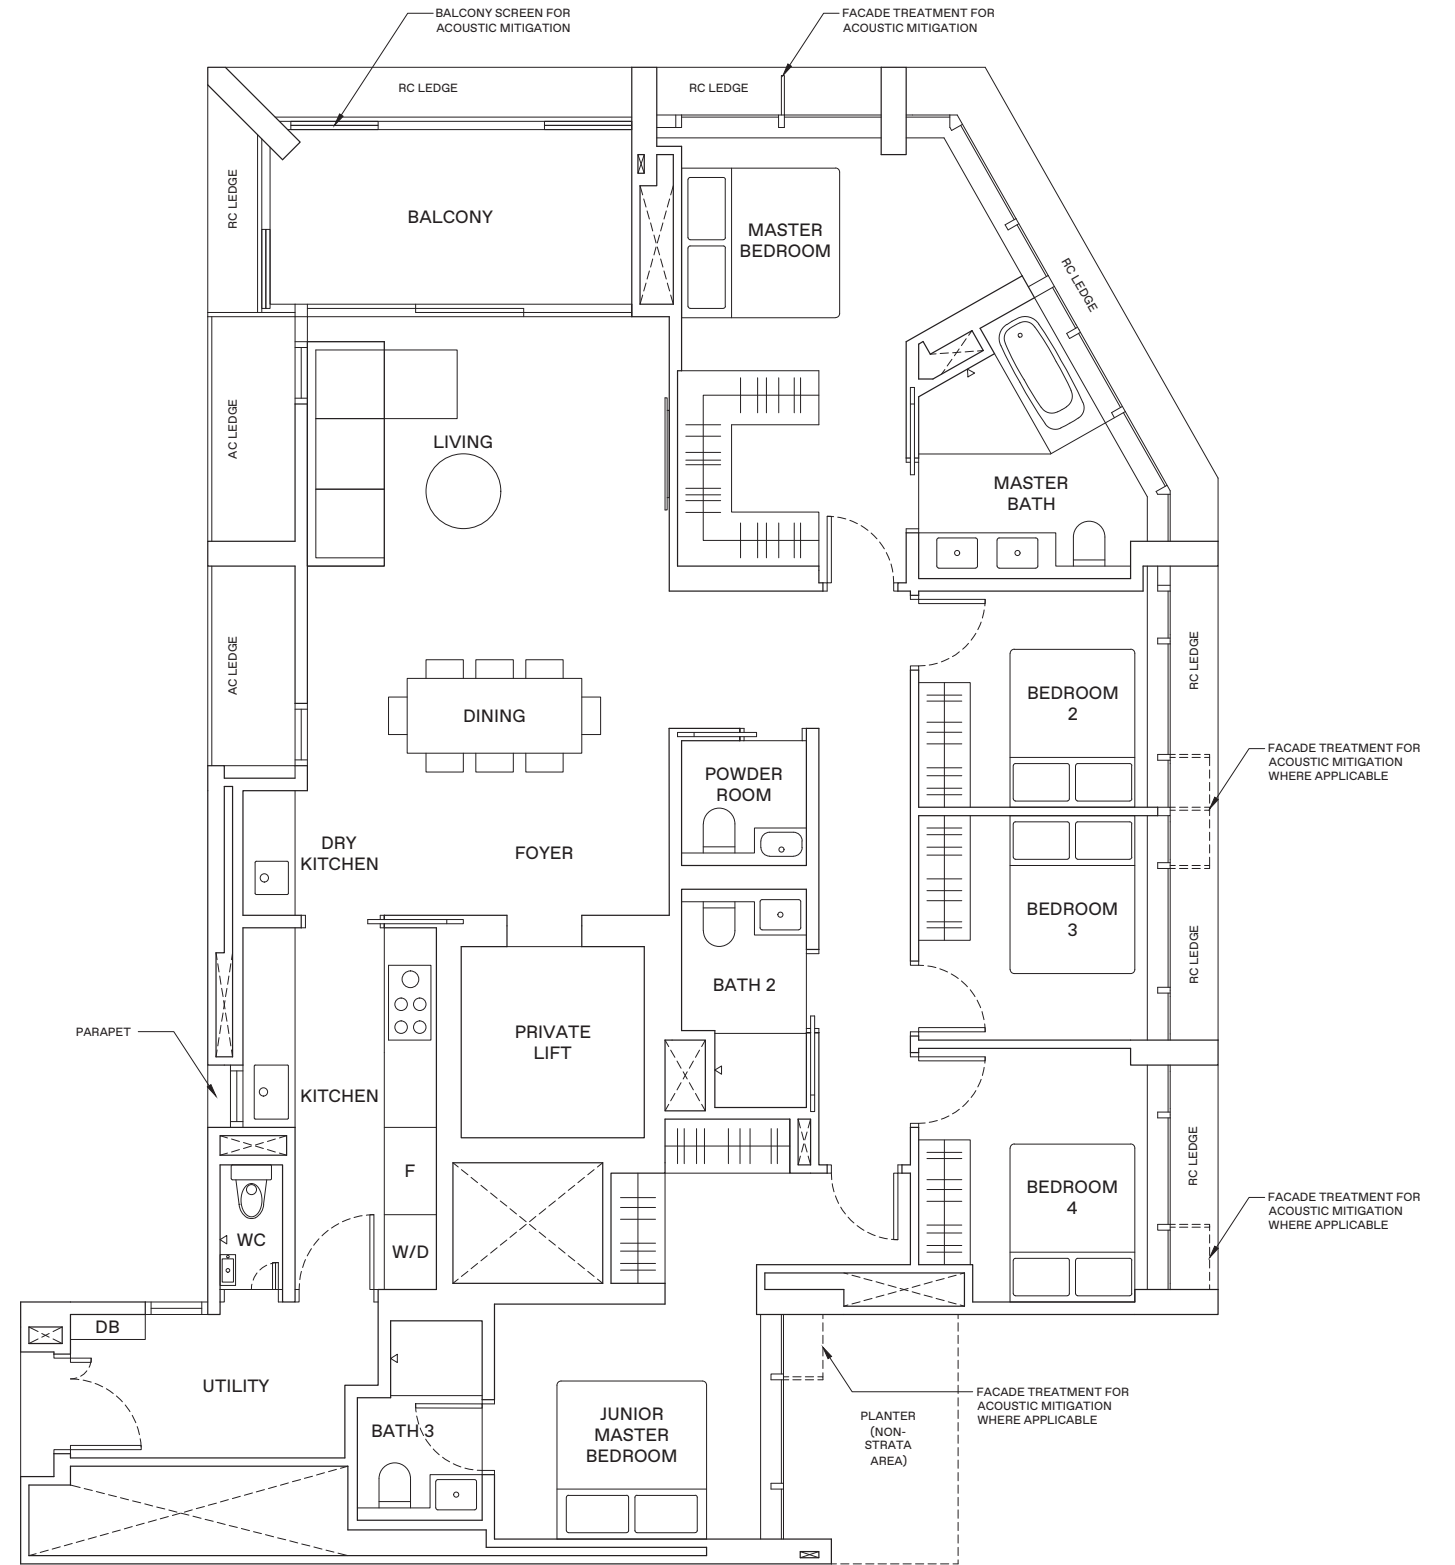 BALCONY SCREEN FOR
ACOUSTIC MITIGATION
FACADE TREATMENT FOR
ACOUSTIC MITIGATION
RC LEDGE
RC LEDGE
RC LEDGE
BALCONY
MASTER
BEDROOM
RC LEDGE
AC LEDGE
LIVING
MASTER
BATH
AC LEDGE
RC LEDGE
BEDROOM
2
DINING
FACADE TREATMENT FOR
ACOUSTIC MITIGATION
WHERE APPLICABLE
POWDER
ROOM
DRY
KITCHEN
FOYER
BEDROOM
3
RC LEDGE
BATH 2
PARAPET
PRIVATE
LIFT
KITCHEN
RC LEDGE
F
BEDROOM
4
FACADE TREATMENT FOR
ACOUSTIC MITIGATION
WHERE APPLICABLE
WC
W/D
DB
UTILITY
FACADE TREATMENT FOR
ACOUSTIC MITIGATION
WHERE APPLICABLE
BATH 3
JUNIOR
MASTER
BEDROOM
PLANTER
(NON-
STRATA
AREA)